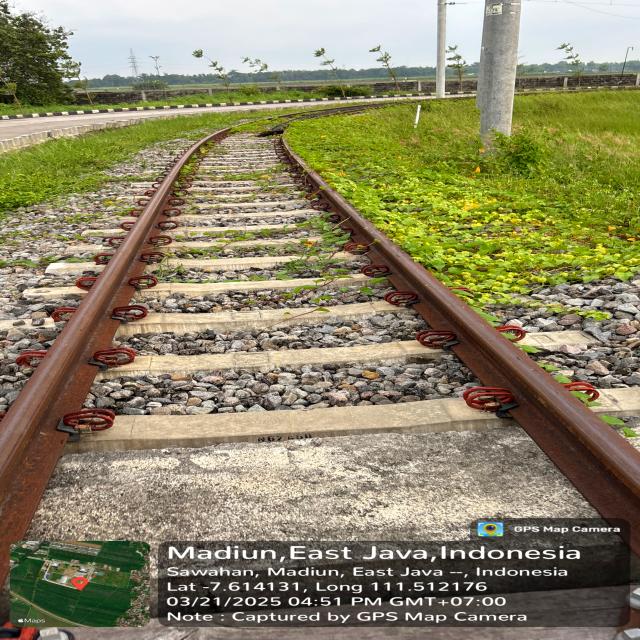 GPS Map Camera
Madiun,East Java,Indonesia
Sawahan, Madiun, East Java –, Indonesia
Lat -7.614131, Long 111.512176
03/21/2025 04:51 PM GMT+07:00
Note : Captured by GPS Map Camera
Maps